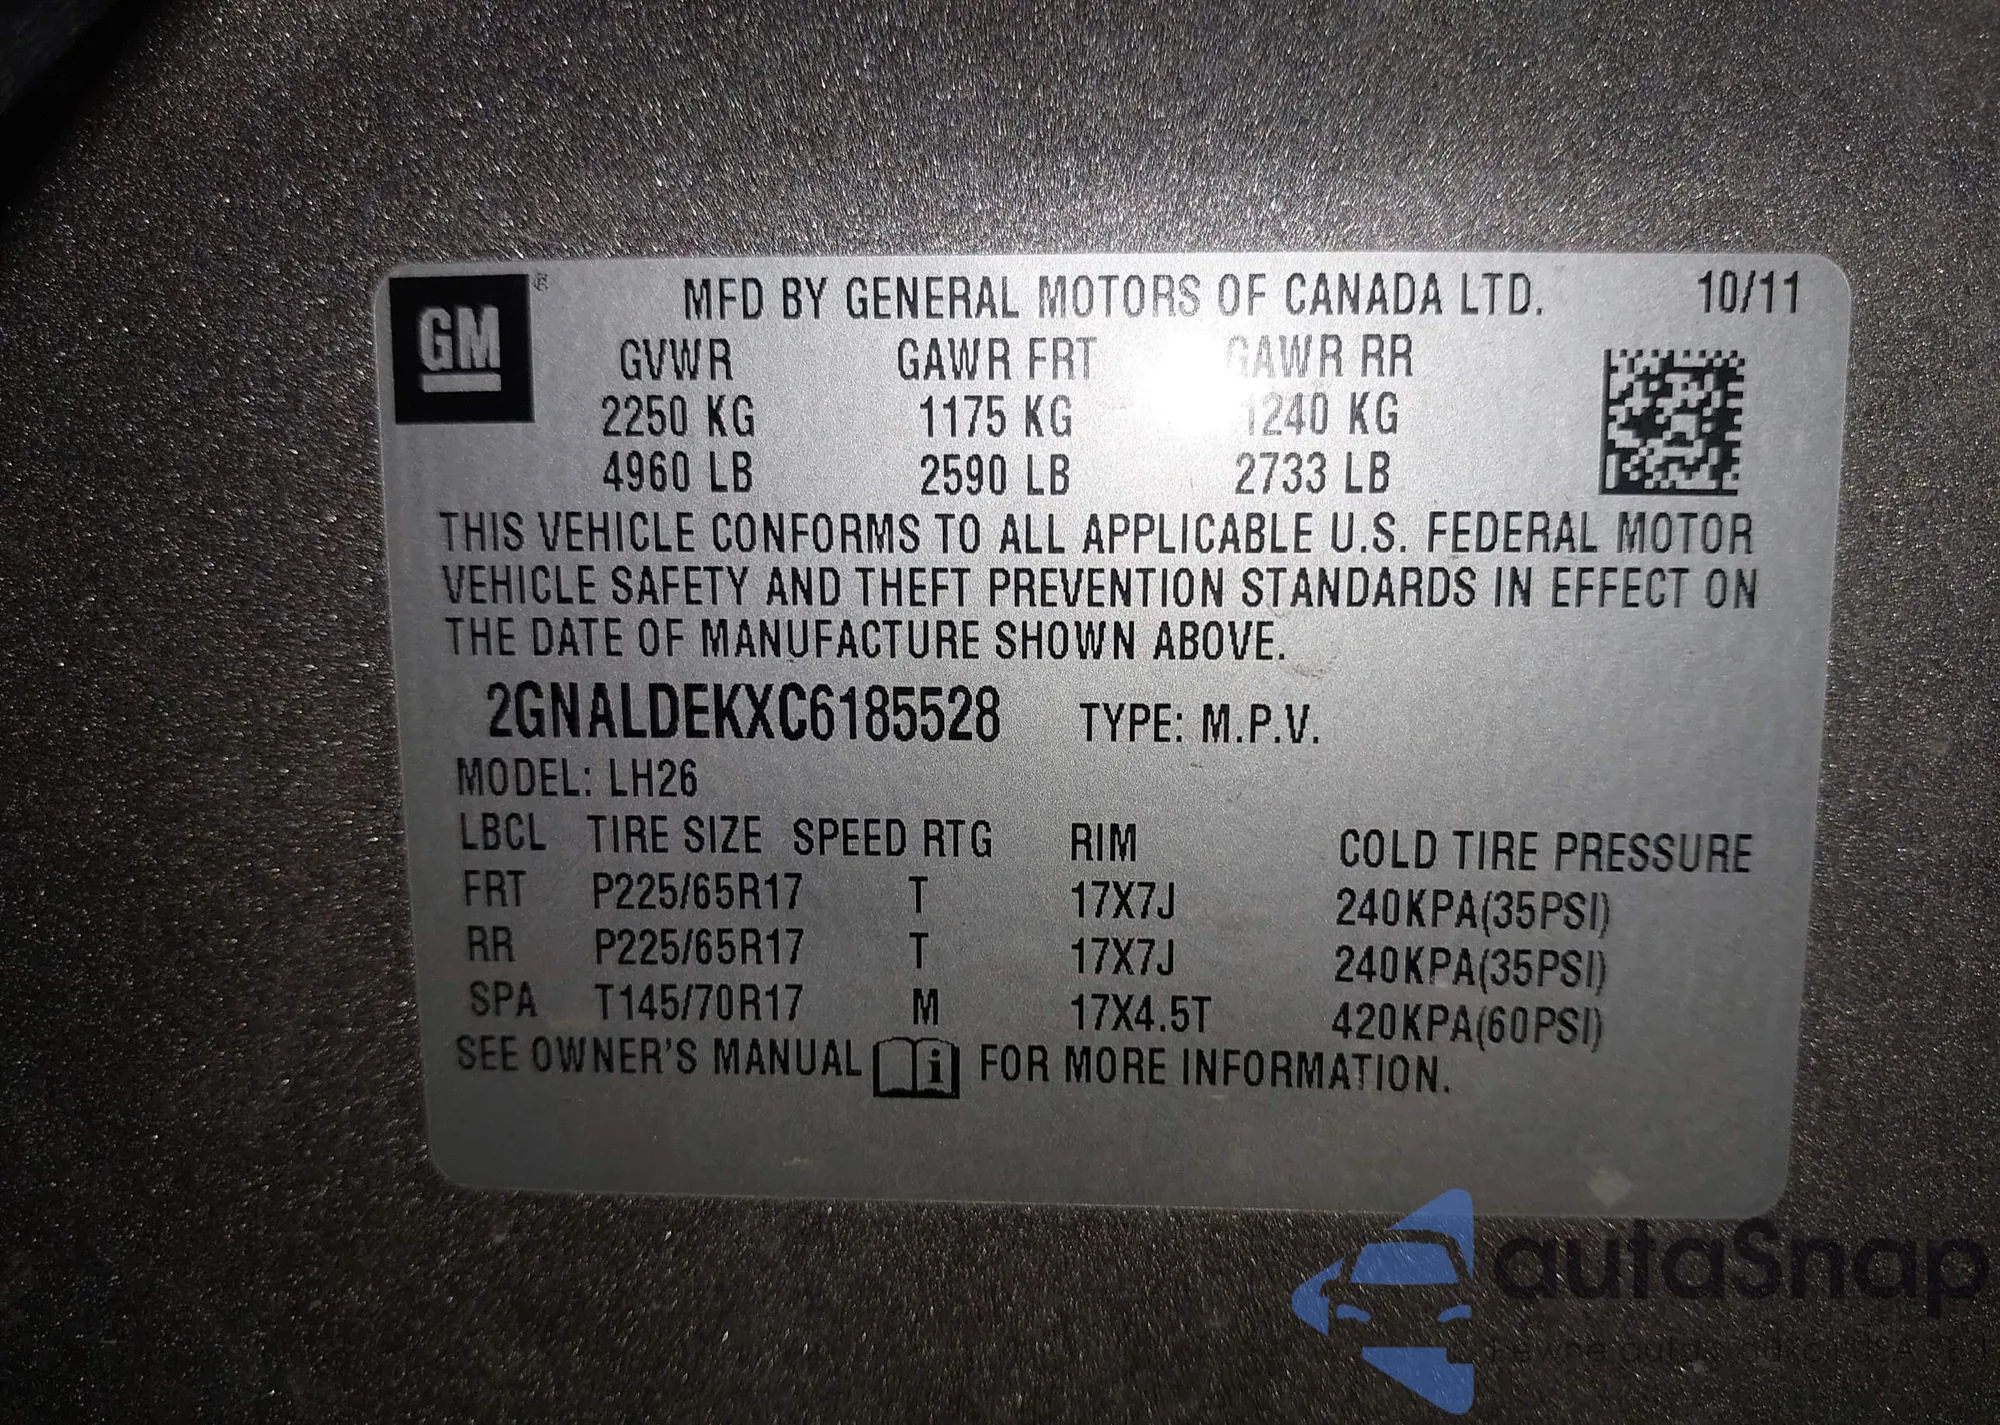 GM
MFD BY GENERAL MOTORS OF CANADA LTD. 10/11
GVWR GAWR FRT GAWR RR
2250 KG 1175 KG 1240 KG
4960 LB 2590 LB 2733 LB
THIS VEHICLE CONFORMS TO ALL APPLICABLE U.S. FEDERAL MOTOR
VEHICLE SAFETY AND THEFT PREVENTION STANDARDS IN EFFECT ON
THE DATE OF MANUFACTURE SHOWN ABOVE.
2GNALDEKXC6185528 TYPE: M.P.V.
MODEL: LH26
LBCL TIRE SIZE SPEED RTG RIM COLD TIRE PRESSURE
FRT P225/65R17 T 17X7J 240KPA(35PSI)
RR P225/65R17 T 17X7J 240KPA(35PSI)
SPA T145/70R17 M 17X4.5T 420KPA(60PSI)
SEE OWNER'S MANUAL i FOR MORE INFORMATION.
autaSnap